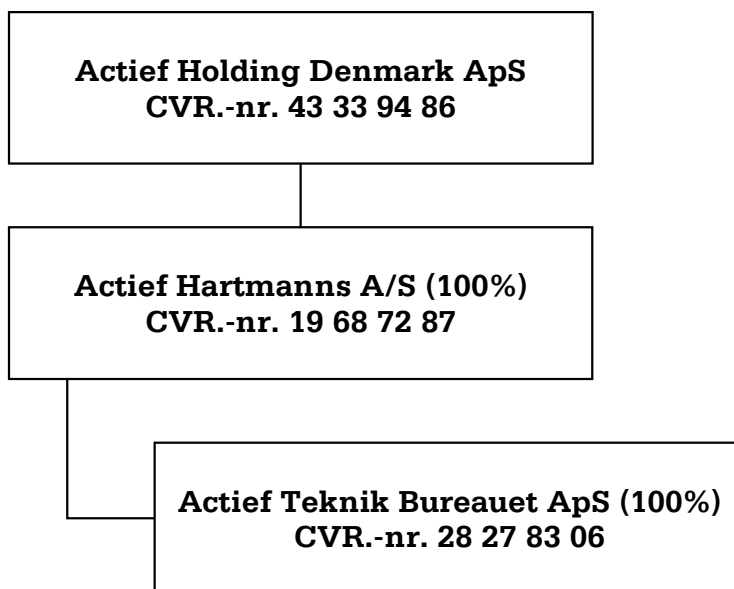 Actief Holding Denmark ApS
CVR.-nr. 43 33 94 86
Actief Hartmanns A/S (100%)
CVR.-nr. 19 68 72 87
Actief Teknik Bureauet ApS (100%)
CVR.-nr. 28 27 83 06